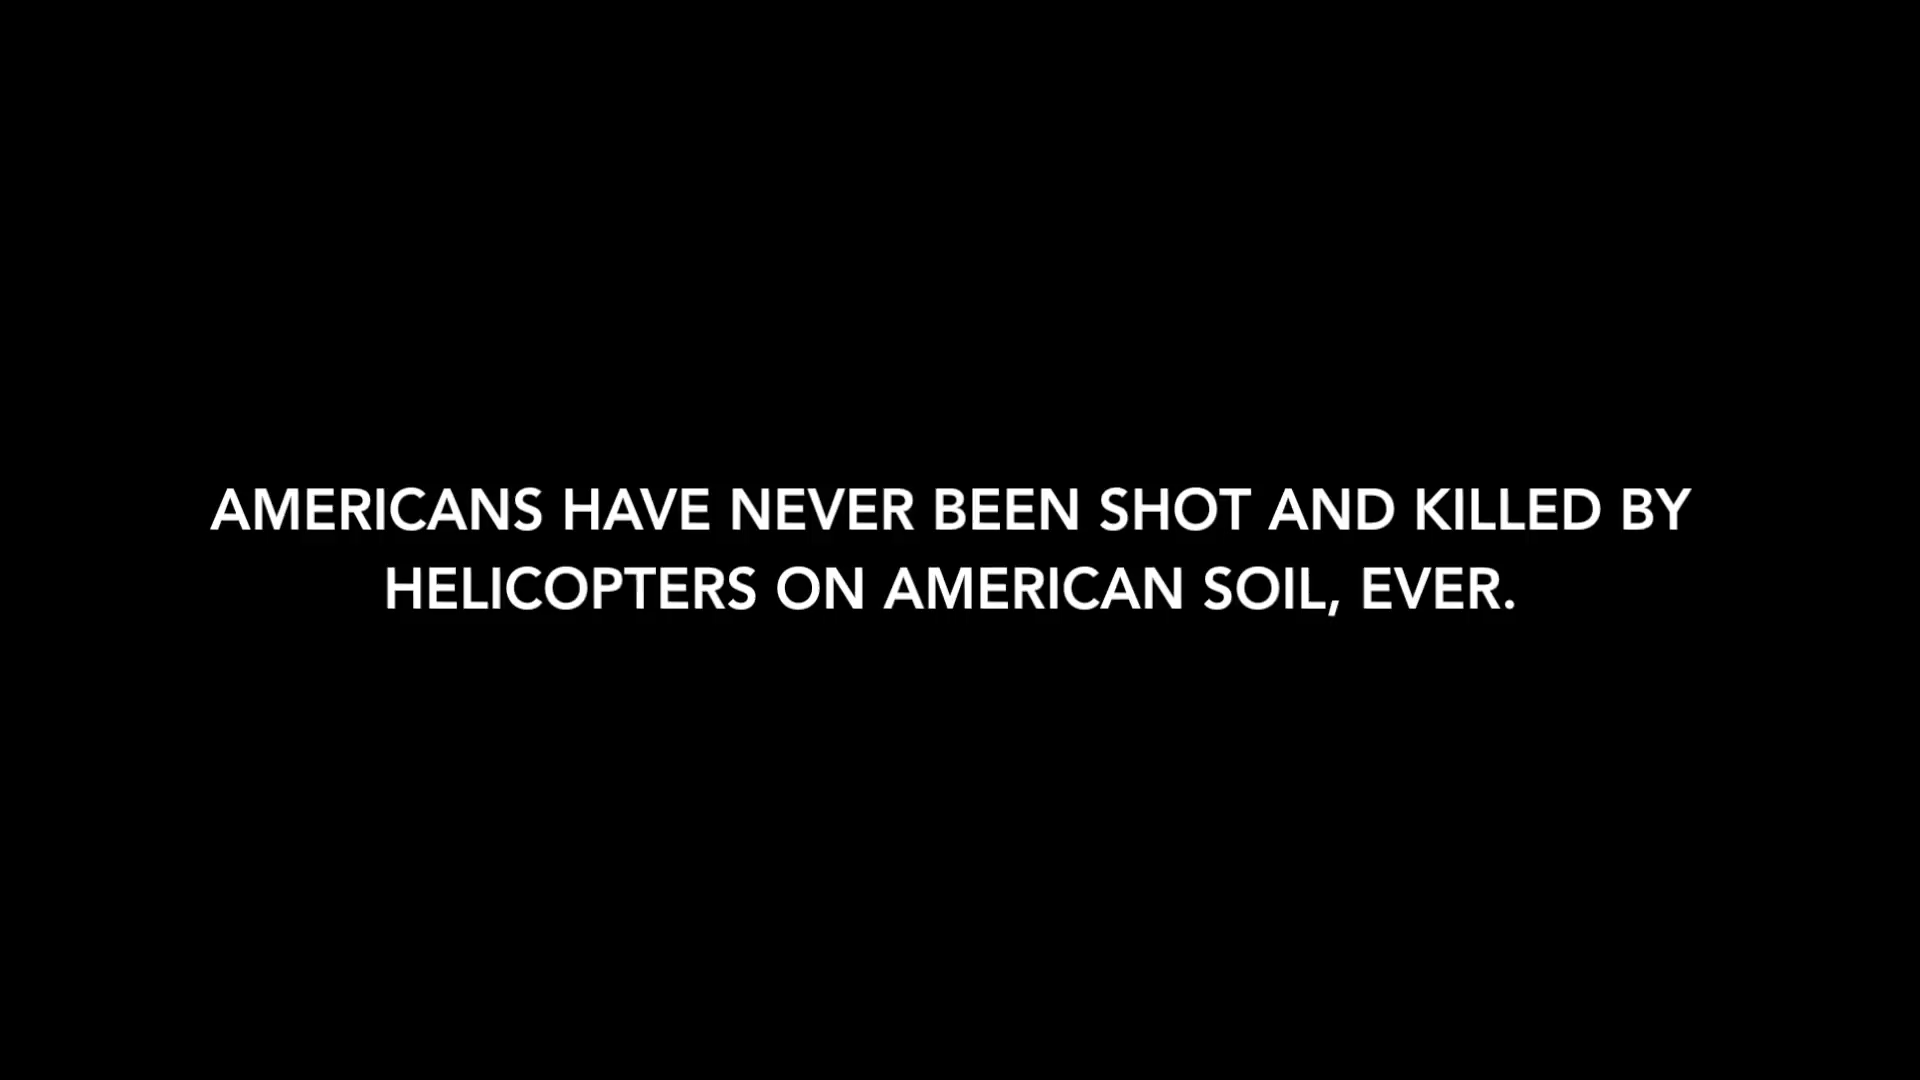 AMERICANS HAVE NEVER BEEN SHOT AND KILLED BY
HELICOPTERS ON AMERICAN SOIL, EVER.